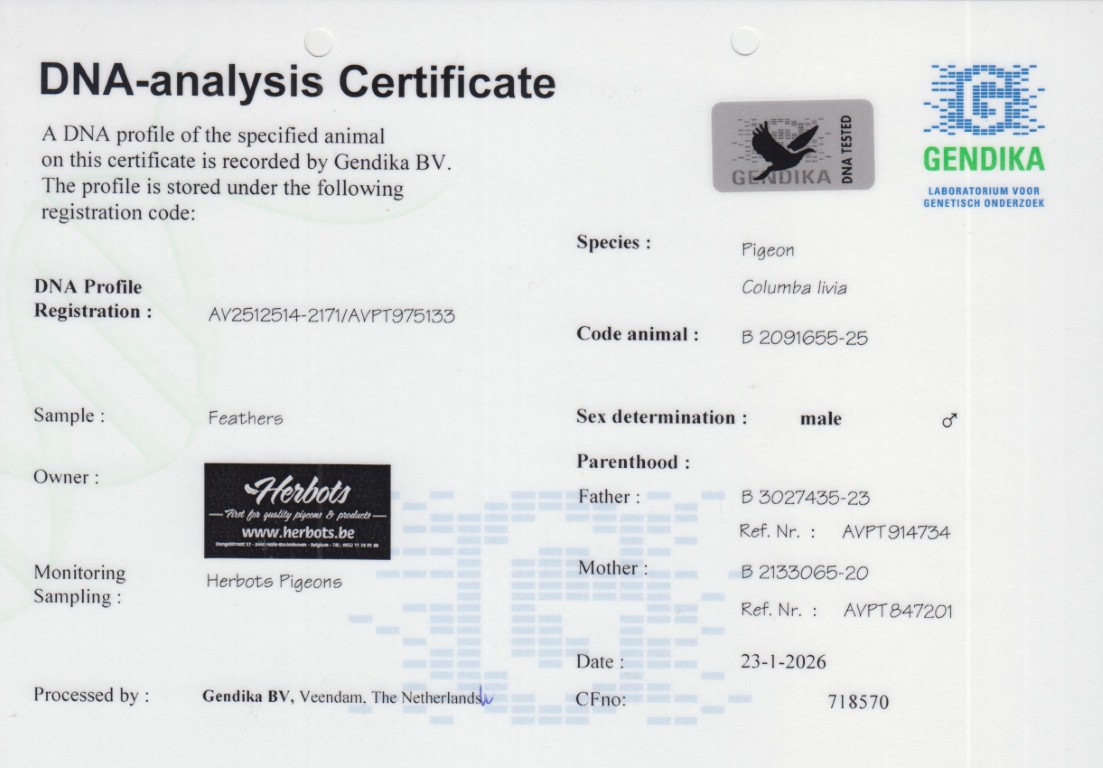 DNA-analysis Certificate
A DNA profile of the specified animal
on this certificate is recorded by Gendika BV.
The profile is stored under the following
registration code:
GENDIKA
DNA TESTED
GENDIKA
LABORATORIUM VOOR
GENETISCH ONDERZOEK
DNA Profile
Registration : AV2512514-2171/AVPT975133
Sample : Feathers
Owner :
Herbots
First for quality pigeons & products
www.herbots.be
Monitoring
Sampling : Herbots Pigeons
Processed by : Gendika BV, Veendam, The Netherlands
Species : Pigeon
Columba livia
Code animal : B 2091655-25
Sex determination : male ♂
Parenthood :
Father : B 3027435-23
Ref. Nr. : AVPT914734
Mother : B 2133065-20
Ref. Nr. : AVPT847201
Date : 23-1-2026
CFno: 718570